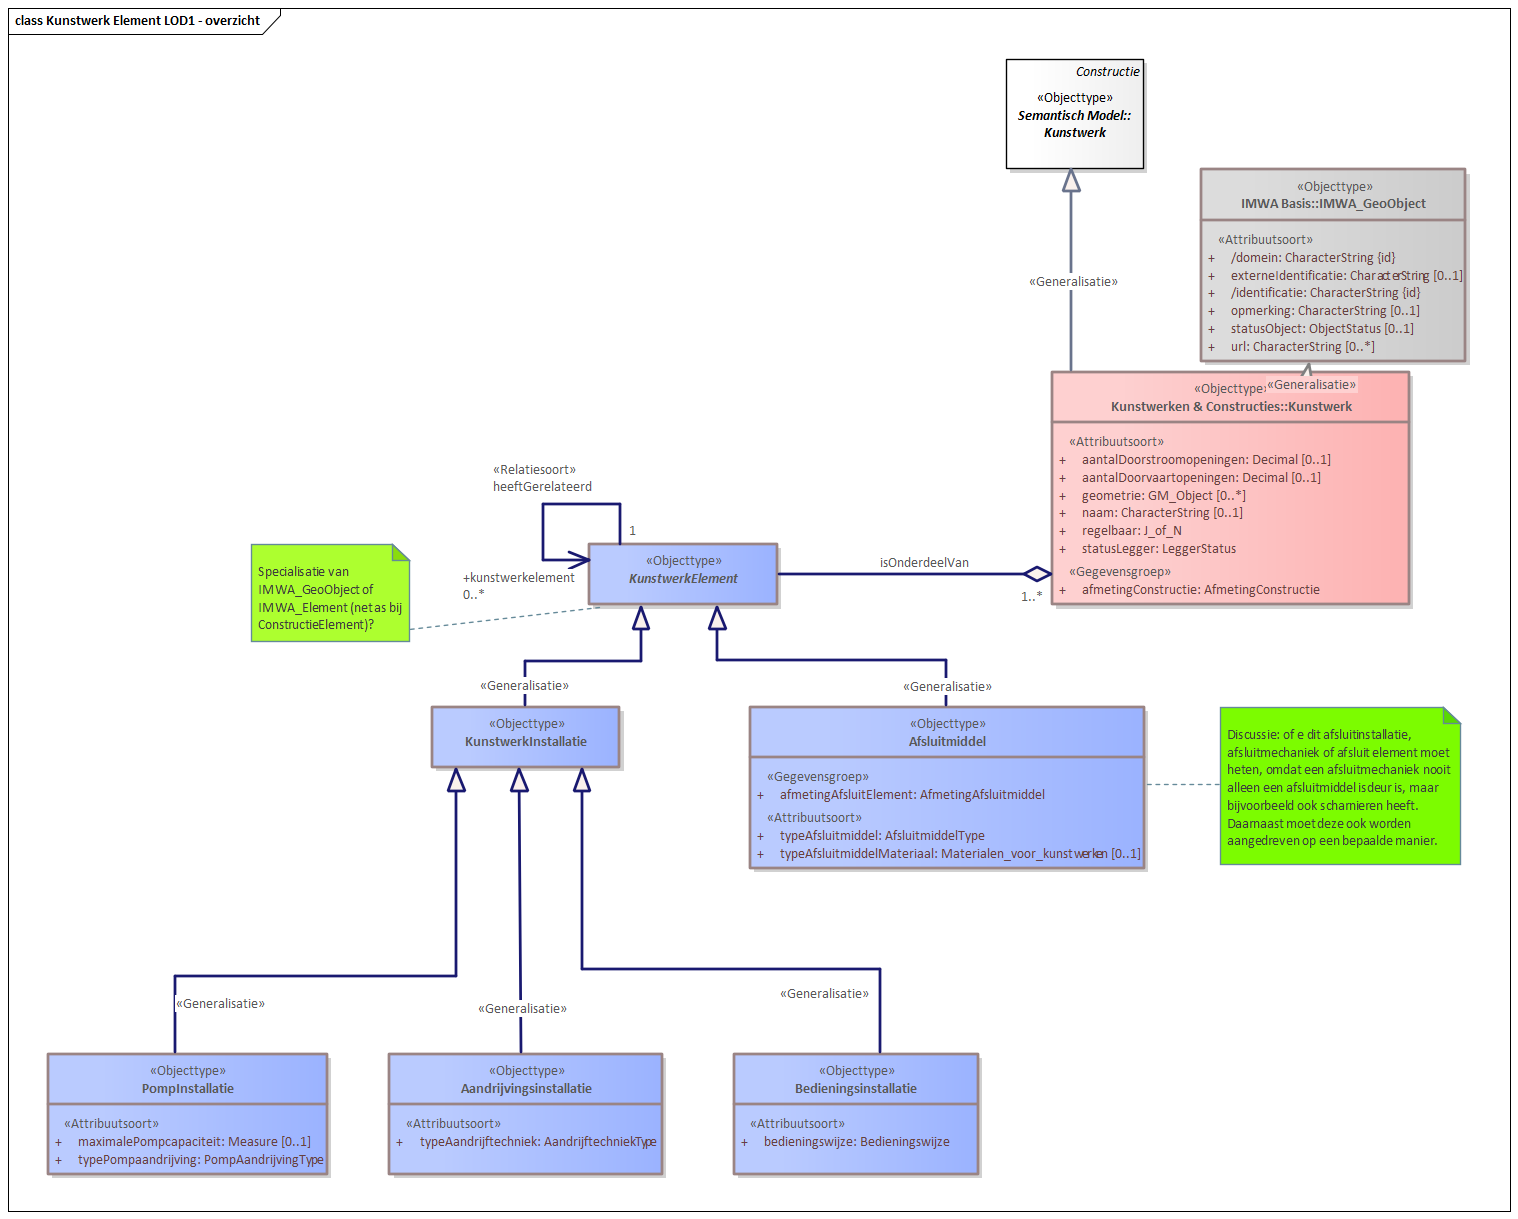 class Kunstwerk Element LOD1 - overzicht
Constructie
«Objecttype»
Semantisch Model::
Kunstwerk
«Objecttype»
IMWA Basis::IMWA_GeoObject
«Attribuutsoort»
+ /domein: CharacterString {id}
+ externeIdentificatie: CharacterString [0..1]
+ /identificatie: CharacterString {id}
+ opmerking: CharacterString [0..1]
+ statusObject: ObjectStatus [0..1]
+ url: CharacterString [0..*]
«Generalisatie»
«Generalisatie»
«Objecttype»
Kunstwerken & Constructies::Kunstwerk
«Attribuutsoort»
+ aantalDoorstroomopeningen: Decimal [0..1]
+ aantalDoorvaartopeningen: Decimal [0..1]
+ geometrie: GM_Object [0..*]
+ naam: CharacterString [0..1]
+ regelbaar: J_of_N
+ statusLegger: LeggerStatus
«Gegevensgroep»
+ afmetingConstructie: AfmetingConstructie
«Relatiesoort»
heeftGerelateerd
1
+kunstwerkelement
0..*
«Objecttype»
KunstwerkElement
isOnderdeelVan
1..*
Specialisatie van
IMWA_GeoObject of
IMWA_Element (net as bij
ConstructieElement)?
«Generalisatie»
«Generalisatie»
«Objecttype»
KunstwerkInstallatie
«Objecttype»
Afsluitmiddel
«Gegevensgroep»
+ afmetingAfsluitElement: AfmetingAfsluitmiddel
«Attribuutsoort»
+ typeAfsluitmiddel: AfsluitmiddelType
+ typeAfsluitmiddelMateriaal: Materialen_voor_kunstwerken [0..1]
Discussie: of e dit afsluitinstallatie,
afsluitmechaniek of afsluit element moet
heten, omdat een afsluitmechaniek nooit
alleen een afsluitmiddel is deur is, maar
bijvoorbeeld ook scharnieren heeft.
Daarnaast moet deze ook worden
aangedreven op een bepaalde manier.
«Generalisatie»
«Generalisatie»
«Generalisatie»
«Objecttype»
PompInstallatie
«Attribuutsoort»
+ maximalePompcapaciteit: Measure [0..1]
+ typePompaandrijving: PompAandrijvingType
«Objecttype»
Aandrijvingsinstallatie
«Attribuutsoort»
+ typeAandrijftechniek: AandrijftechniekType
«Objecttype»
Bedieningsinstallatie
«Attribuutsoort»
+ bedieningswijze: Bedieningswijze